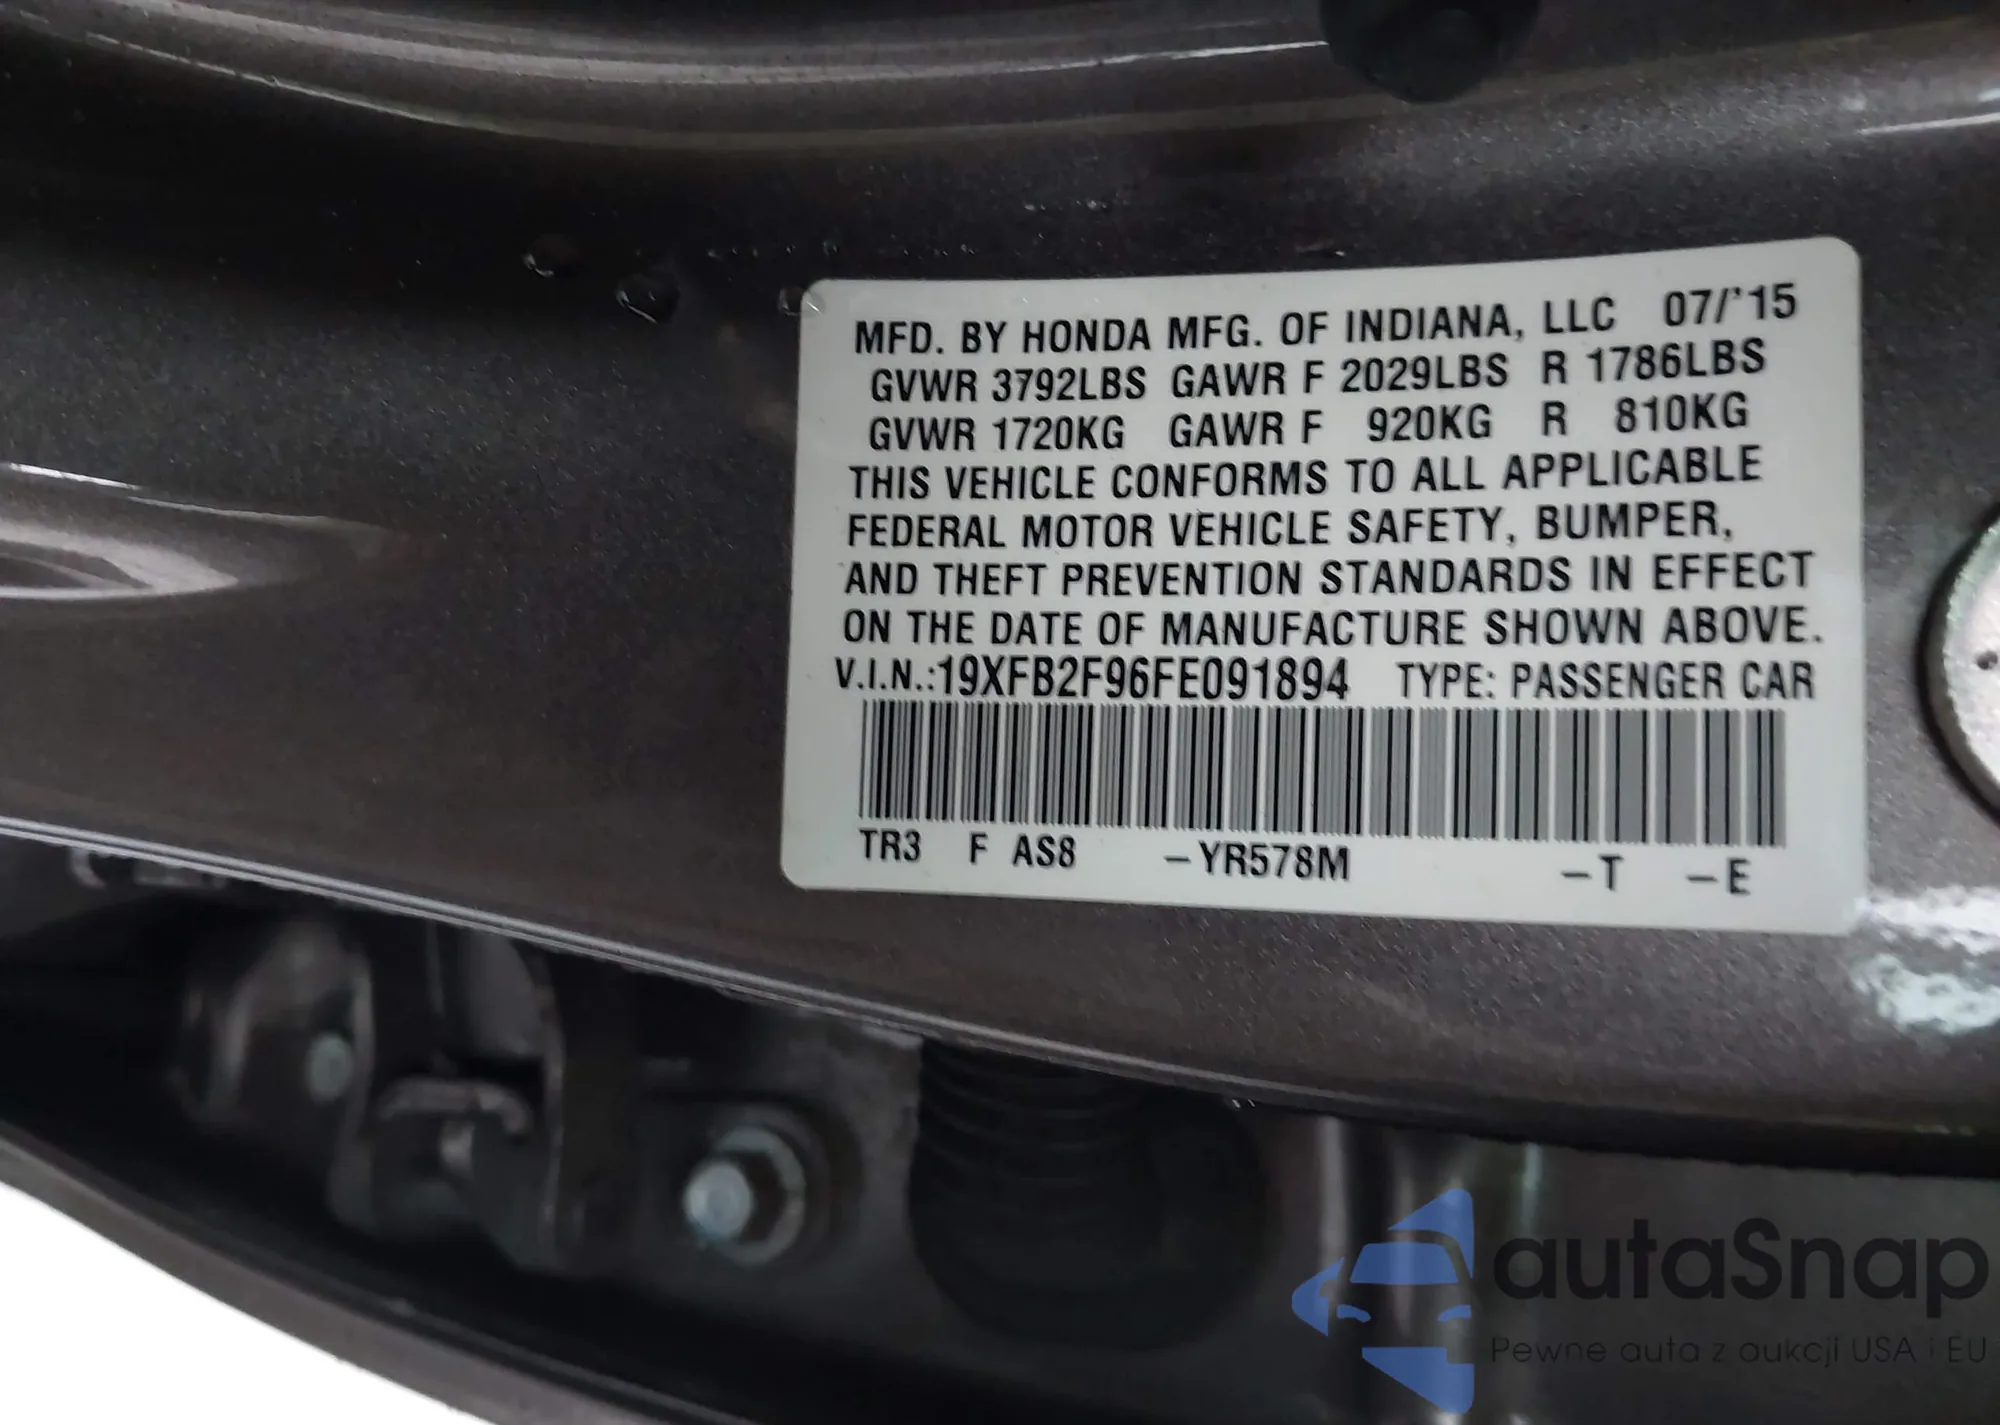 MFD. BY HONDA MFG. OF INDIANA, LLC 07/'15
GVWR 3792LBS GAWR F 2029LBS R 1786LBS
GVWR 1720KG GAWR F 920KG R 810KG
THIS VEHICLE CONFORMS TO ALL APPLICABLE
FEDERAL MOTOR VEHICLE SAFETY, BUMPER,
AND THEFT PREVENTION STANDARDS IN EFFECT
ON THE DATE OF MANUFACTURE SHOWN ABOVE.
V.I.N.:19XFB2F96FE091894 TYPE: PASSENGER CAR
TR3 F AS8 –YR578M –T –E
autaSnap
Pewne auta z aukcji USA i EU